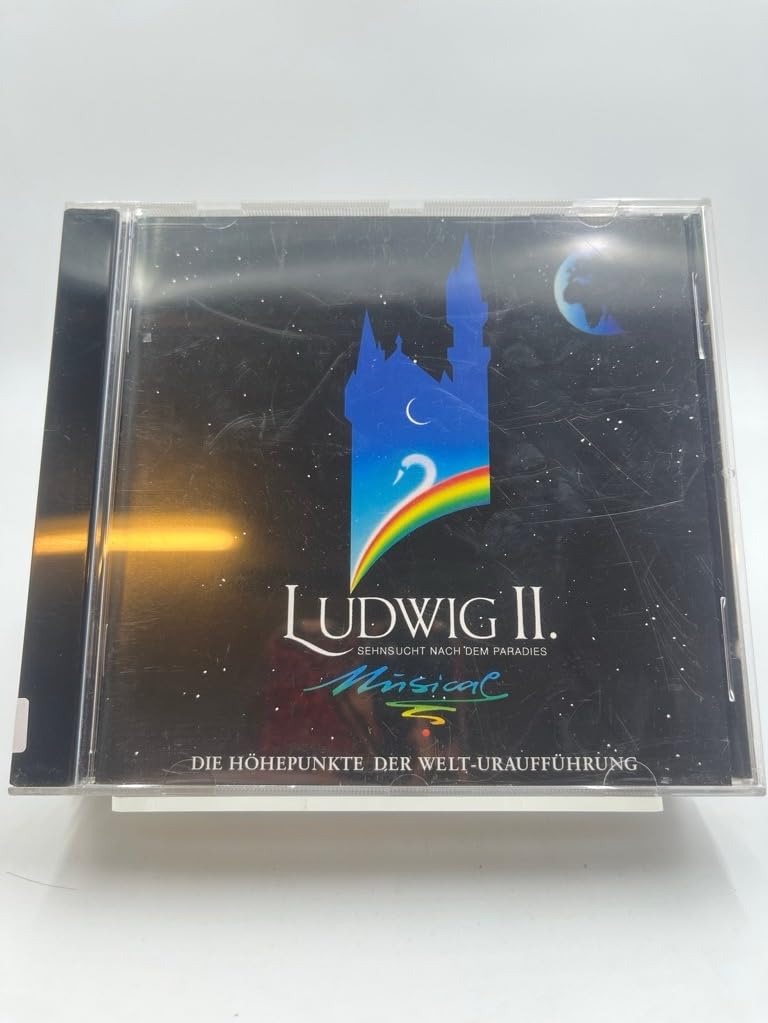 LUDWIG II.
SEHNSUCHT NACH DEM PARADIES
Musical
DIE HÖHEPUNKTE DER WELT-URAUFFÜHRUNG